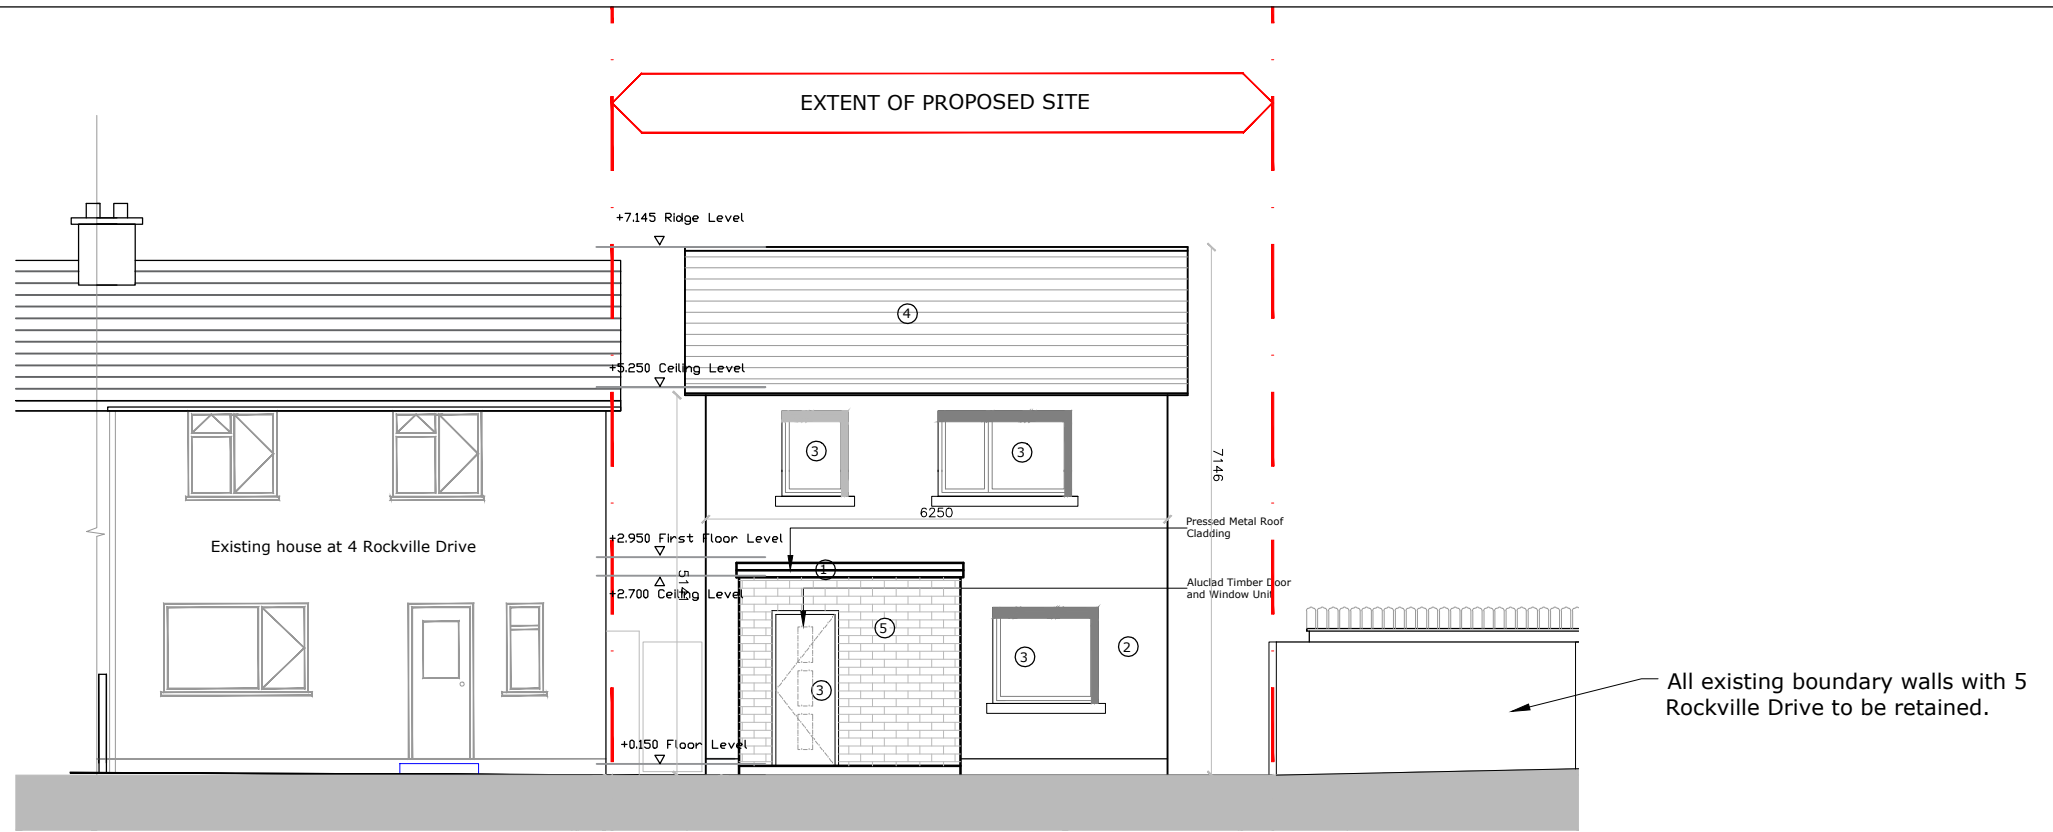 EXTENT OF PROPOSED SITE
+7.145 Ridge Level
4
+5.250 Ceiling Level
3
3
7146
6250
Pressed Metal Roof
Cladding
+2.950 First Floor Level
Existing house at 4 Rockville Drive
1
Aluclad Timber Door
and Window Unit
+2.700 Ceiling Level
5
2
3
3
All existing boundary walls with 5
Rockville Drive to be retained.
+0.150 Floor Level